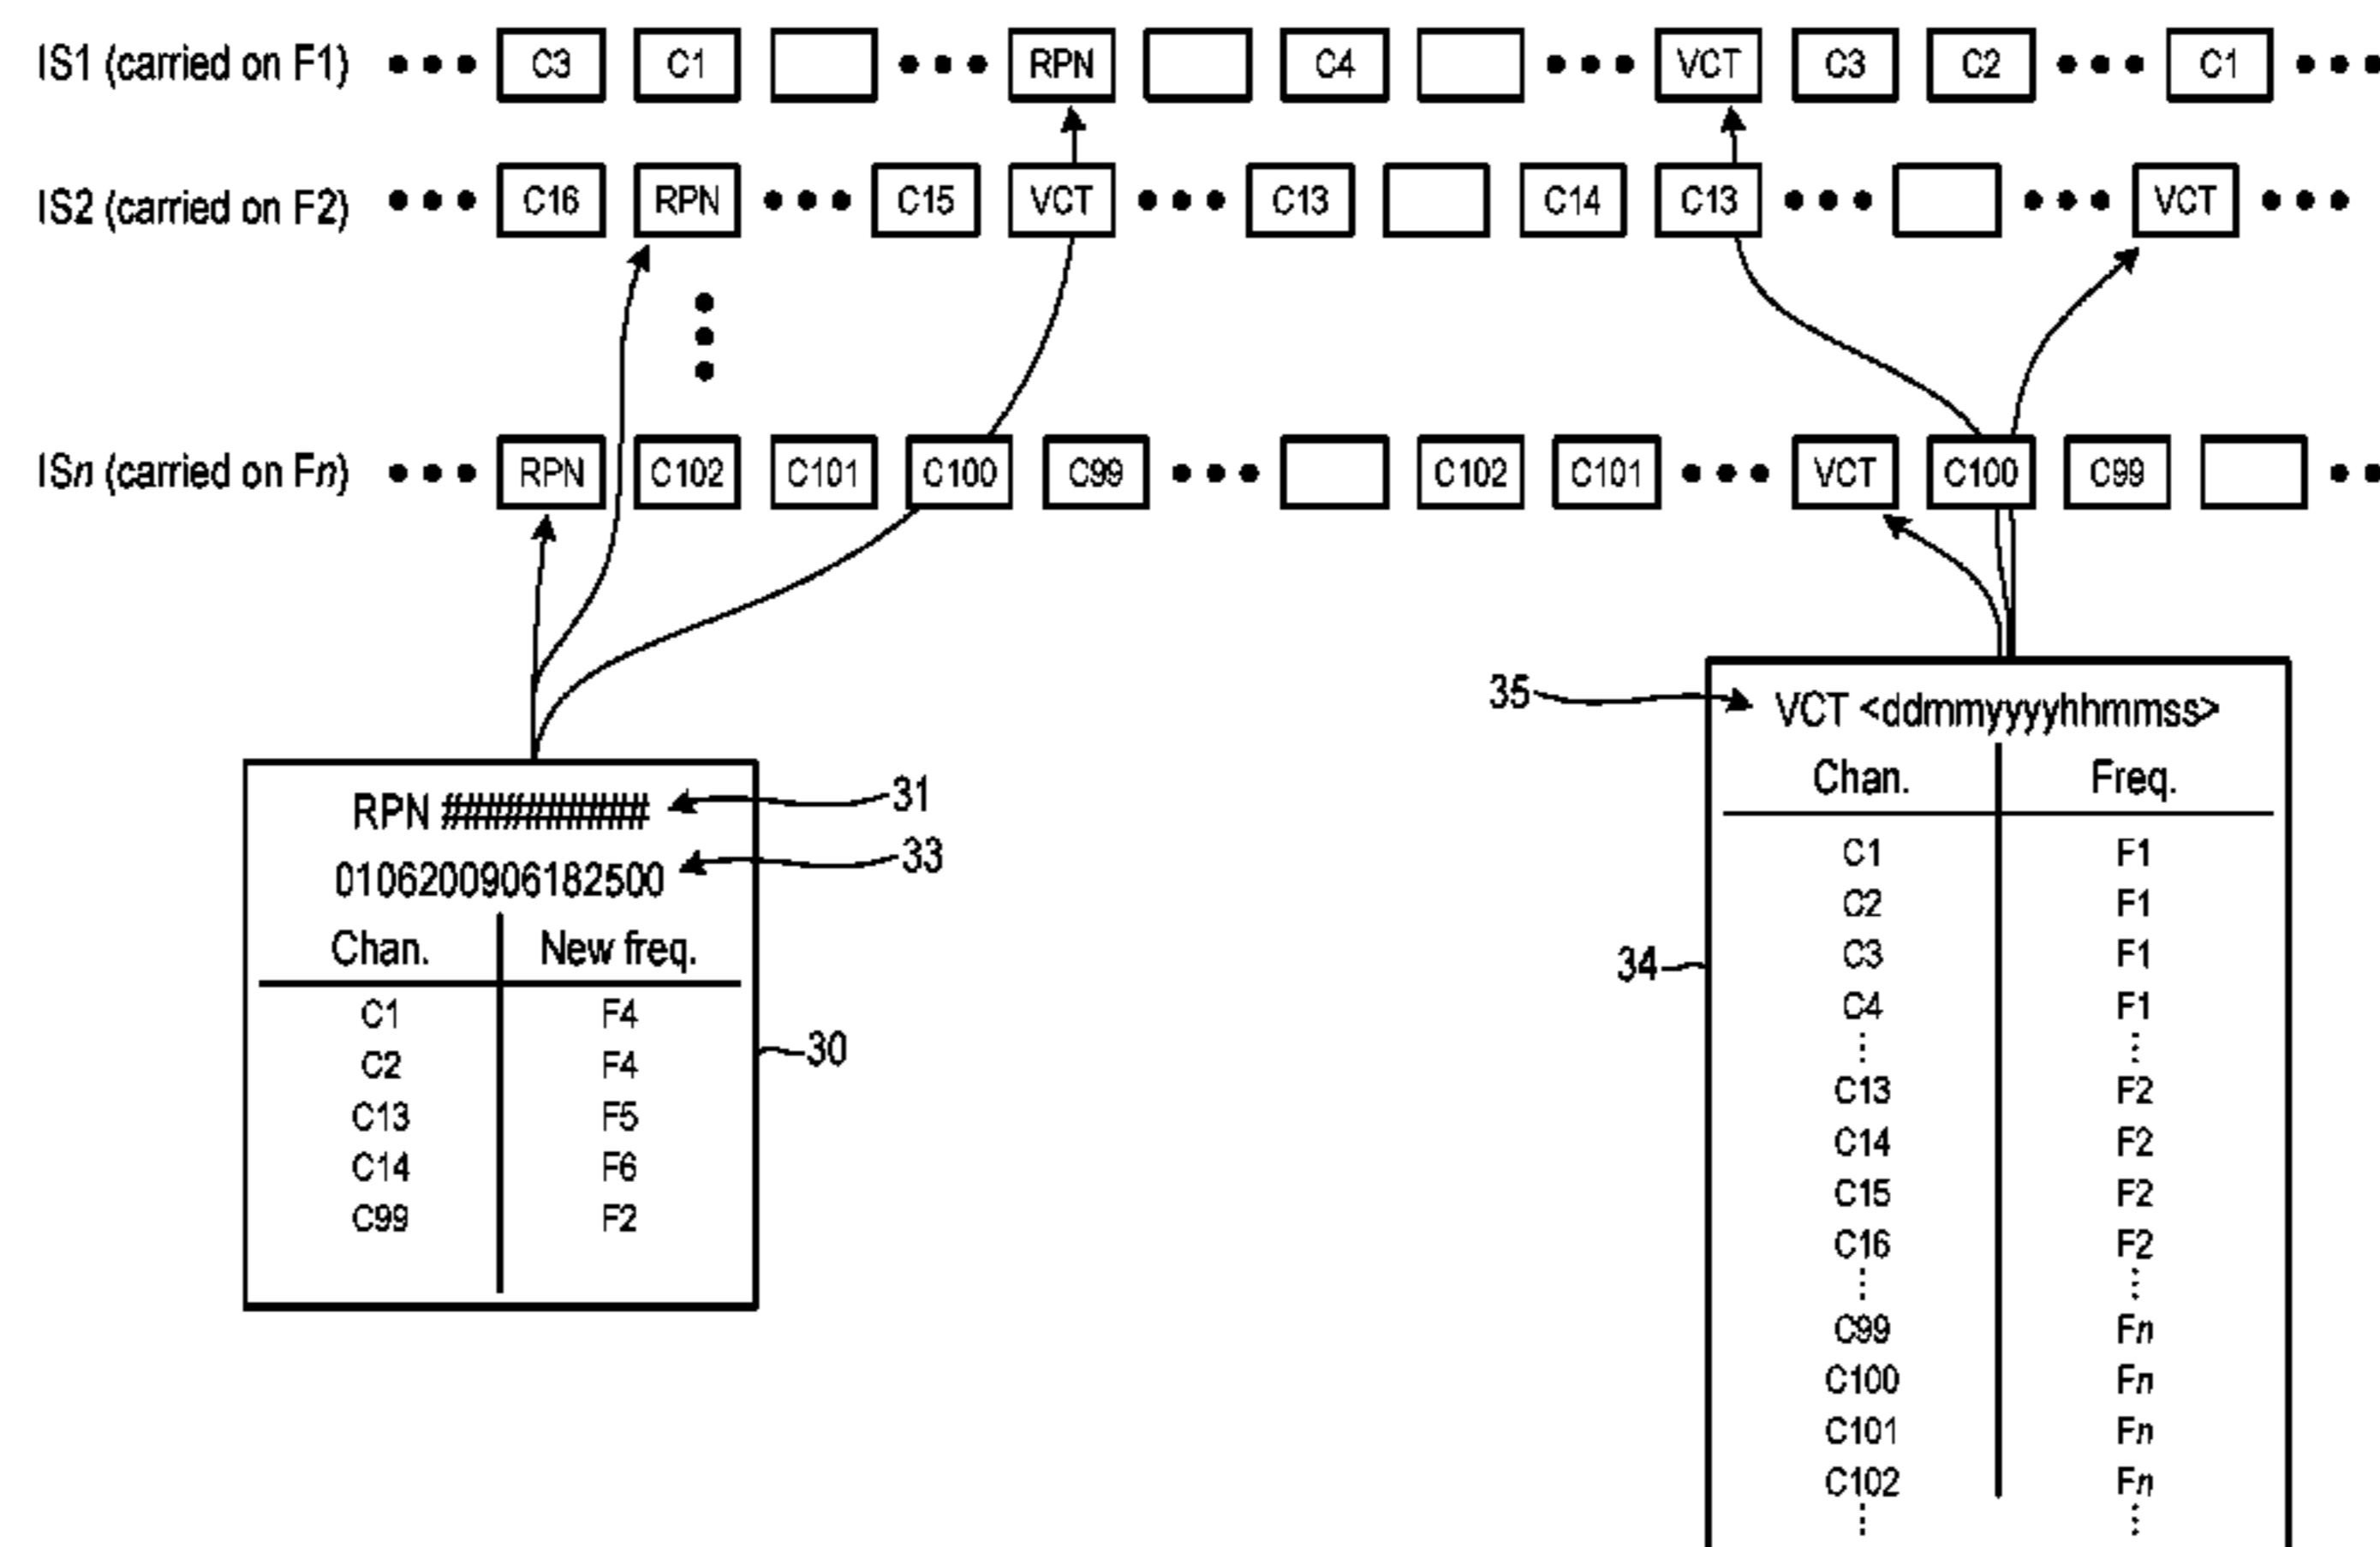 IS1 (carried on F1) ••• C3 C1 ••• RPN C4 ••• VCT C3 C2 ••• C1 •••
IS2 (carried on F2) ••• C16 RPN ••• C15 VCT ••• C13 C14 C13 ••• ••• VCT •••
ISn (carried on Fn) ••• RPN C102 C101 C100 C99 ••• C102 C101 ••• VCT C100 C99 ••
RPN ############## 31
0106200906182500 33
Chan. New freq.
C1 F4
C2 F4
30
C13 F5
C14 F6
C99 F2
35 VCT <ddmmyyyyhhmmss>
Chan. Freq.
C1 F1
C2 F1
34
C3 F1
C4 F1
⋮ ⋮
C13 F2
C14 F2
C15 F2
C16 F2
⋮ ⋮
C99 Fn
C100 Fn
C101 Fn
C102 Fn
⋮ ⋮